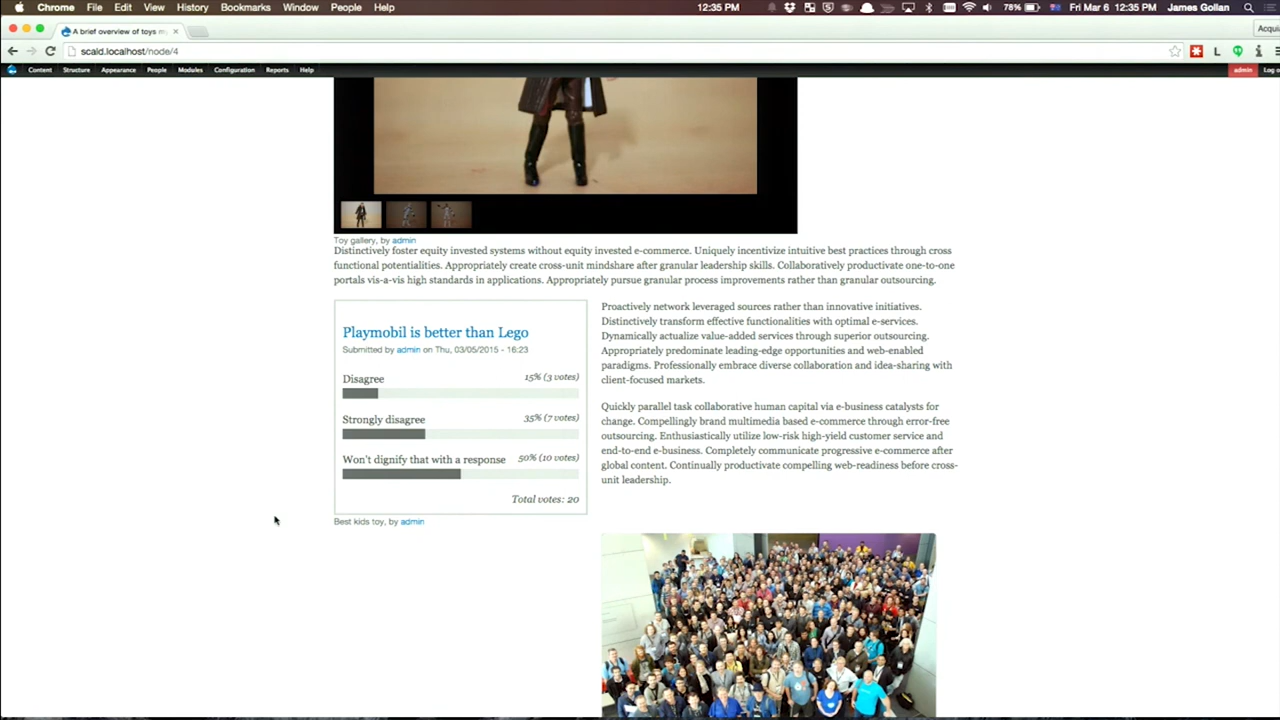 Chrome File Edit View History Bookmarks Window People Help 12:35 PM 78% Fri Mar 6 12:35 PM James Gollan
A brief overview of toys m Acquia
scald.localhost/node/4
Content Structure Appearance People Modules Configuration Reports Help admin Log o
Toy gallery, by admin
Distinctively foster equity invested systems without equity invested e-commerce. Uniquely incentivize intuitive best practices through cross
functional potentialities. Appropriately create cross-unit mindshare after granular leadership skills. Collaboratively productivate one-to-one
portals vis-a-vis high standards in applications. Appropriately pursue granular process improvements rather than granular outsourcing.
Playmobil is better than Lego
Submitted by admin on Thu, 03/05/2015 - 16:23
Disagree 15% (3 votes)
Strongly disagree 35% (7 votes)
Won't dignify that with a response 50% (10 votes)
Total votes: 20
Best kids toy, by admin
Proactively network leveraged sources rather than innovative initiatives.
Distinctively transform effective functionalities with optimal e-services.
Dynamically actualize value-added services through superior outsourcing.
Appropriately predominate leading-edge opportunities and web-enabled
paradigms. Professionally embrace diverse collaboration and idea-sharing with
client-focused markets.
Quickly parallel task collaborative human capital via e-business catalysts for
change. Compellingly brand multimedia based e-commerce through error-free
outsourcing. Enthusiastically utilize low-risk high-yield customer service and
end-to-end e-business. Completely communicate progressive e-commerce after
global content. Continually productivate compelling web-readiness before cross-
unit leadership.